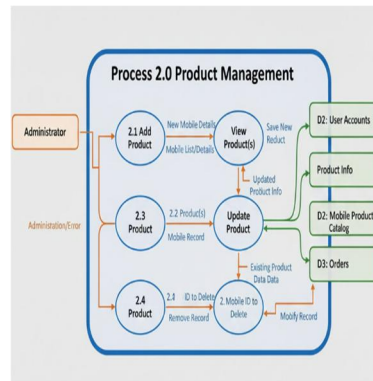 Process 2.0 Product Management
Administrator
2.1 Add
Product
New Mobile Details
Mobile List/Details
View
Product(s)
Save New
Reduct
D2: User Accounts
Product Info
Updated
Product Info
Administration/Error
2.3
Product
2.2 Product(s)
Mobile Record
Update
Product
D2: Mobile Product
Catalog
D3: Orders
Existing Product
Data Data
2.4
Product
2.4 ID to Delete
Remove Record
2. Mobile ID to
Delete
Modify Record